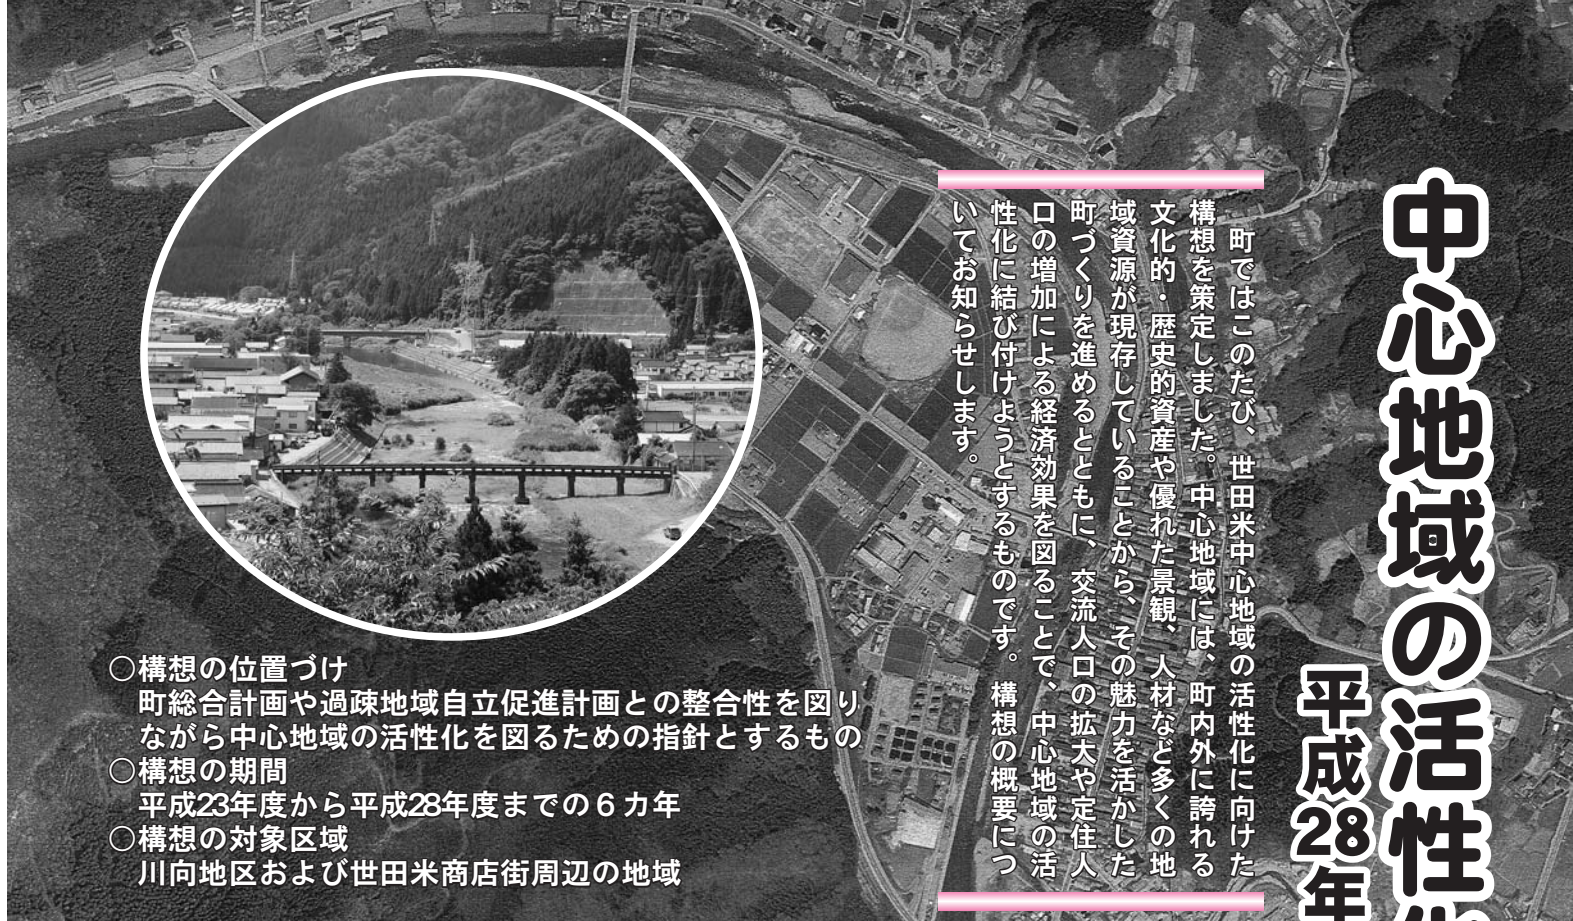 中心地域の活性
平成28年
　町ではこのたび、世田米中心地域の活性化に向けた
構想を策定しました。中心地域には、町内外に誇れる
文化的・歴史的資産や優れた景観、人材など多くの地
域資源が現存していることから、その魅力を活かした
町づくりを進めるとともに、交流人口の拡大や定住人
口の増加による経済効果を図ることで、中心地域の活
性化に結び付けようとするものです。構想の概要につ
いてお知らせします。
○構想の位置づけ
町総合計画や過疎地域自立促進計画との整合性を図り
ながら中心地域の活性化を図るための指針とするもの
○構想の期間
平成23年度から平成28年度までの６カ年
○構想の対象区域
川向地区および世田米商店街周辺の地域